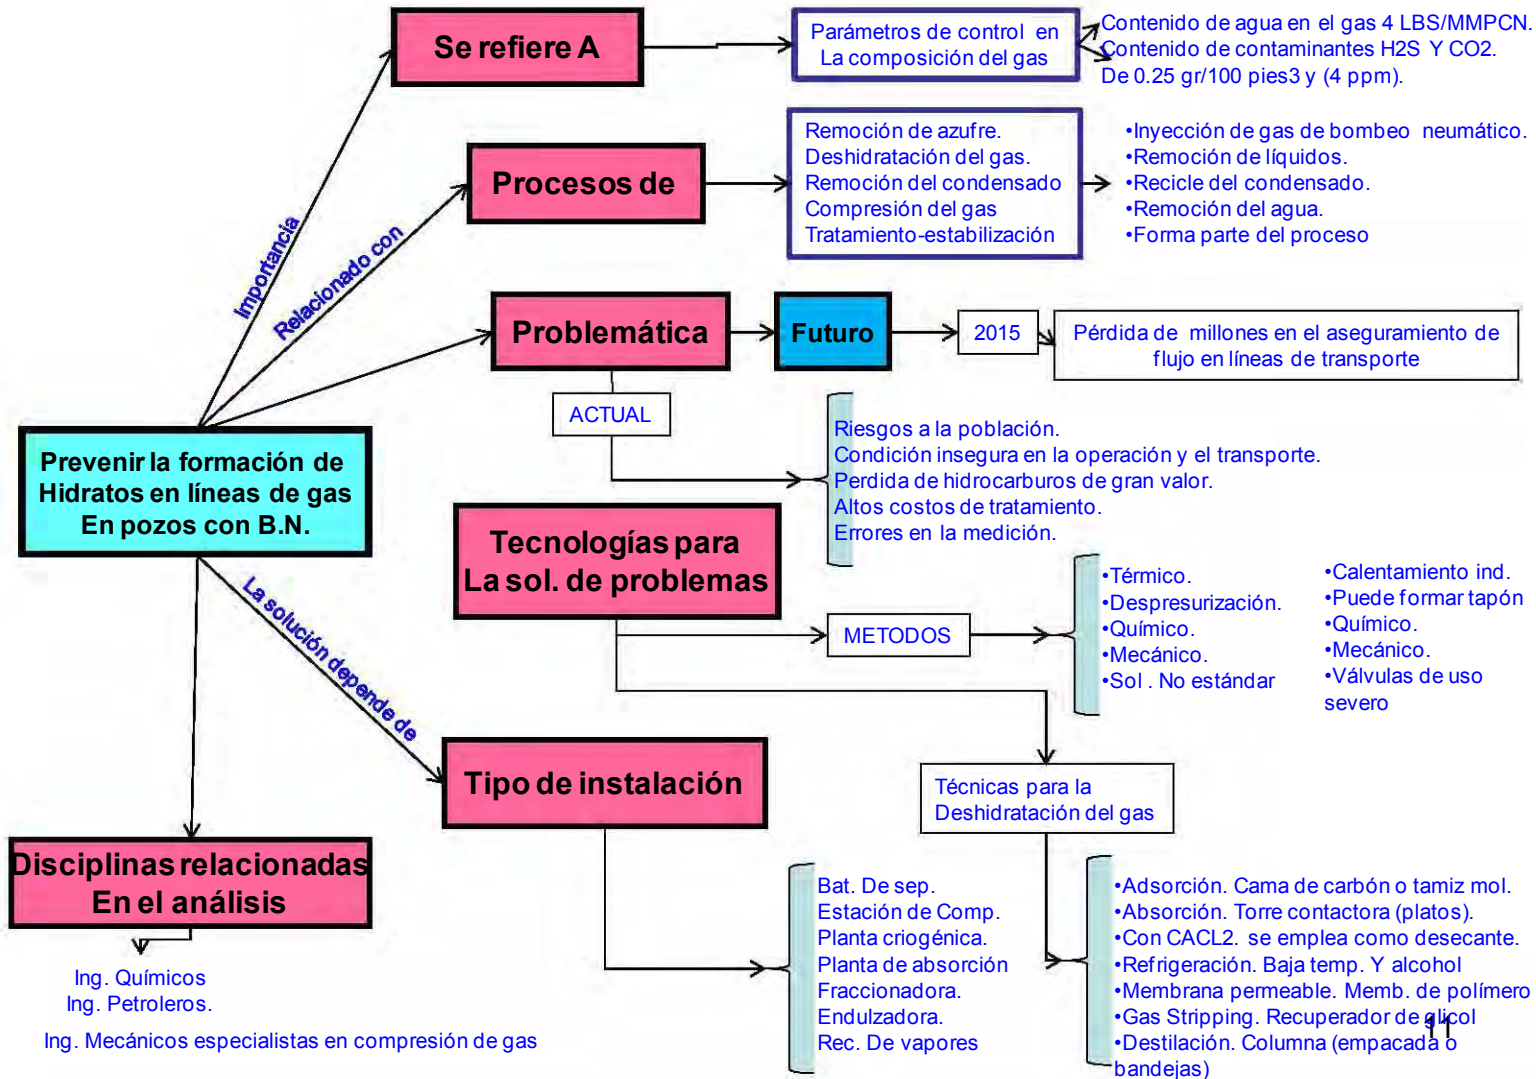 Se refiere A
Parámetros de control en
La composición del gas
Contenido de agua en el gas 4 LBS/MMPCN.
Contenido de contaminantes H2S Y CO2.
De 0.25 gr/100 pies3 y (4 ppm).
Importancia
Relacionado con
Procesos de
Remoción de azufre.
Deshidratación del gas.
Remoción del condensado
Compresión del gas
Tratamiento-estabilización
•Inyección de gas de bombeo neumático.
•Remoción de líquidos.
•Recicle del condensado.
•Remoción del agua.
•Forma parte del proceso
Problemática
Futuro
2015
Pérdida de millones en el aseguramiento de
flujo en líneas de transporte
ACTUAL
Riesgos a la población.
Condición insegura en la operación y el transporte.
Perdida de hidrocarburos de gran valor.
Altos costos de tratamiento.
Errores en la medición.
Prevenir la formación de
Hidratos en líneas de gas
En pozos con B.N.
Tecnologías para
La sol. de problemas
METODOS
•Térmico.
•Despresurización.
•Químico.
•Mecánico.
•Sol . No estándar
•Calentamiento ind.
•Puede formar tapón
•Químico.
•Mecánico.
•Válvulas de uso
severo
La solución depende de
Tipo de instalación
Técnicas para la
Deshidratación del gas
Disciplinas relacionadas
En el análisis
Ing. Químicos
Ing. Petroleros.
Ing. Mecánicos especialistas en compresión de gas
Bat. De sep.
Estación de Comp.
Planta criogénica.
Planta de absorción
Fraccionadora.
Endulzadora.
Rec. De vapores
•Adsorción. Cama de carbón o tamiz mol.
•Absorción. Torre contactora (platos).
•Con CACL2. se emplea como desecante.
•Refrigeración. Baja temp. Y alcohol
•Membrana permeable. Memb. de polímero
•Gas Stripping. Recuperador de glicol
•Destilación. Columna (empacada o
bandejas)
11